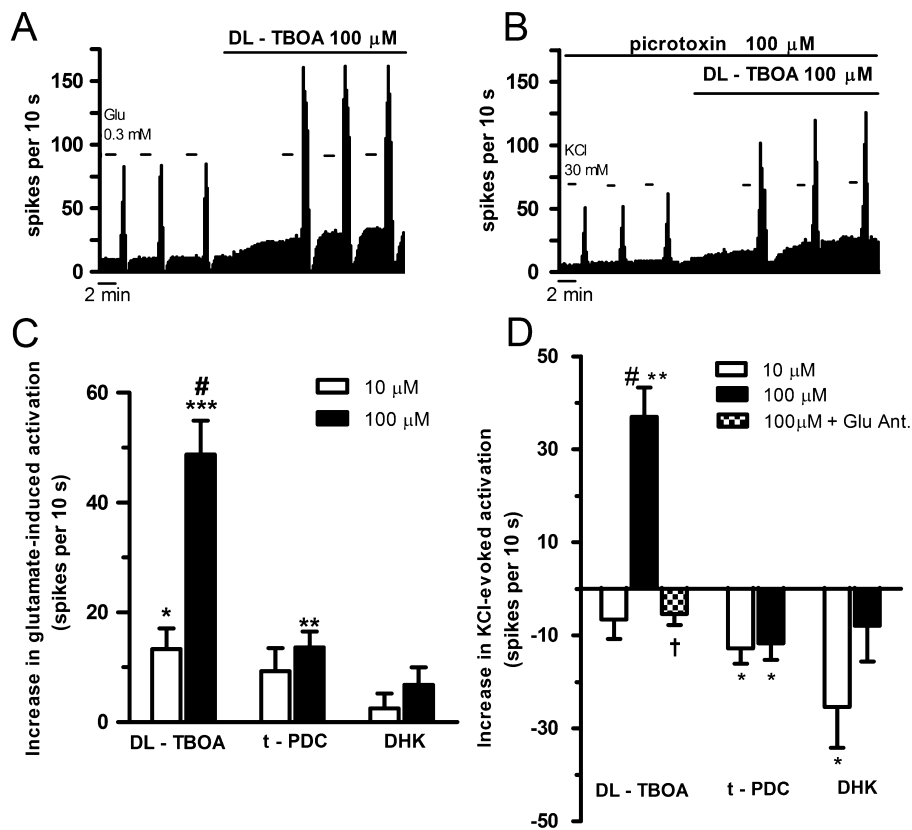 A
DL - TBOA 100 µM
spikes per 10 s
150
100
50
0
Glu
0.3 mM
2 min
B
picrotoxin 100 µM
DL - TBOA 100 µM
spikes per 10 s
150
100
50
0
KCl
30 mM
2 min
C
Increase in glutamate-induced activation
(spikes per 10 s)
60
40
20
0
10 µM
100 µM
#
***
*
**
DL - TBOA
t - PDC
DHK
D
Increase in KCl-evoked activation
(spikes per 10 s)
50
30
10
-10
-30
-50
10 µM
100 µM
100µM + Glu Ant.
# **
†
*
*
*
DL - TBOA
t - PDC
DHK